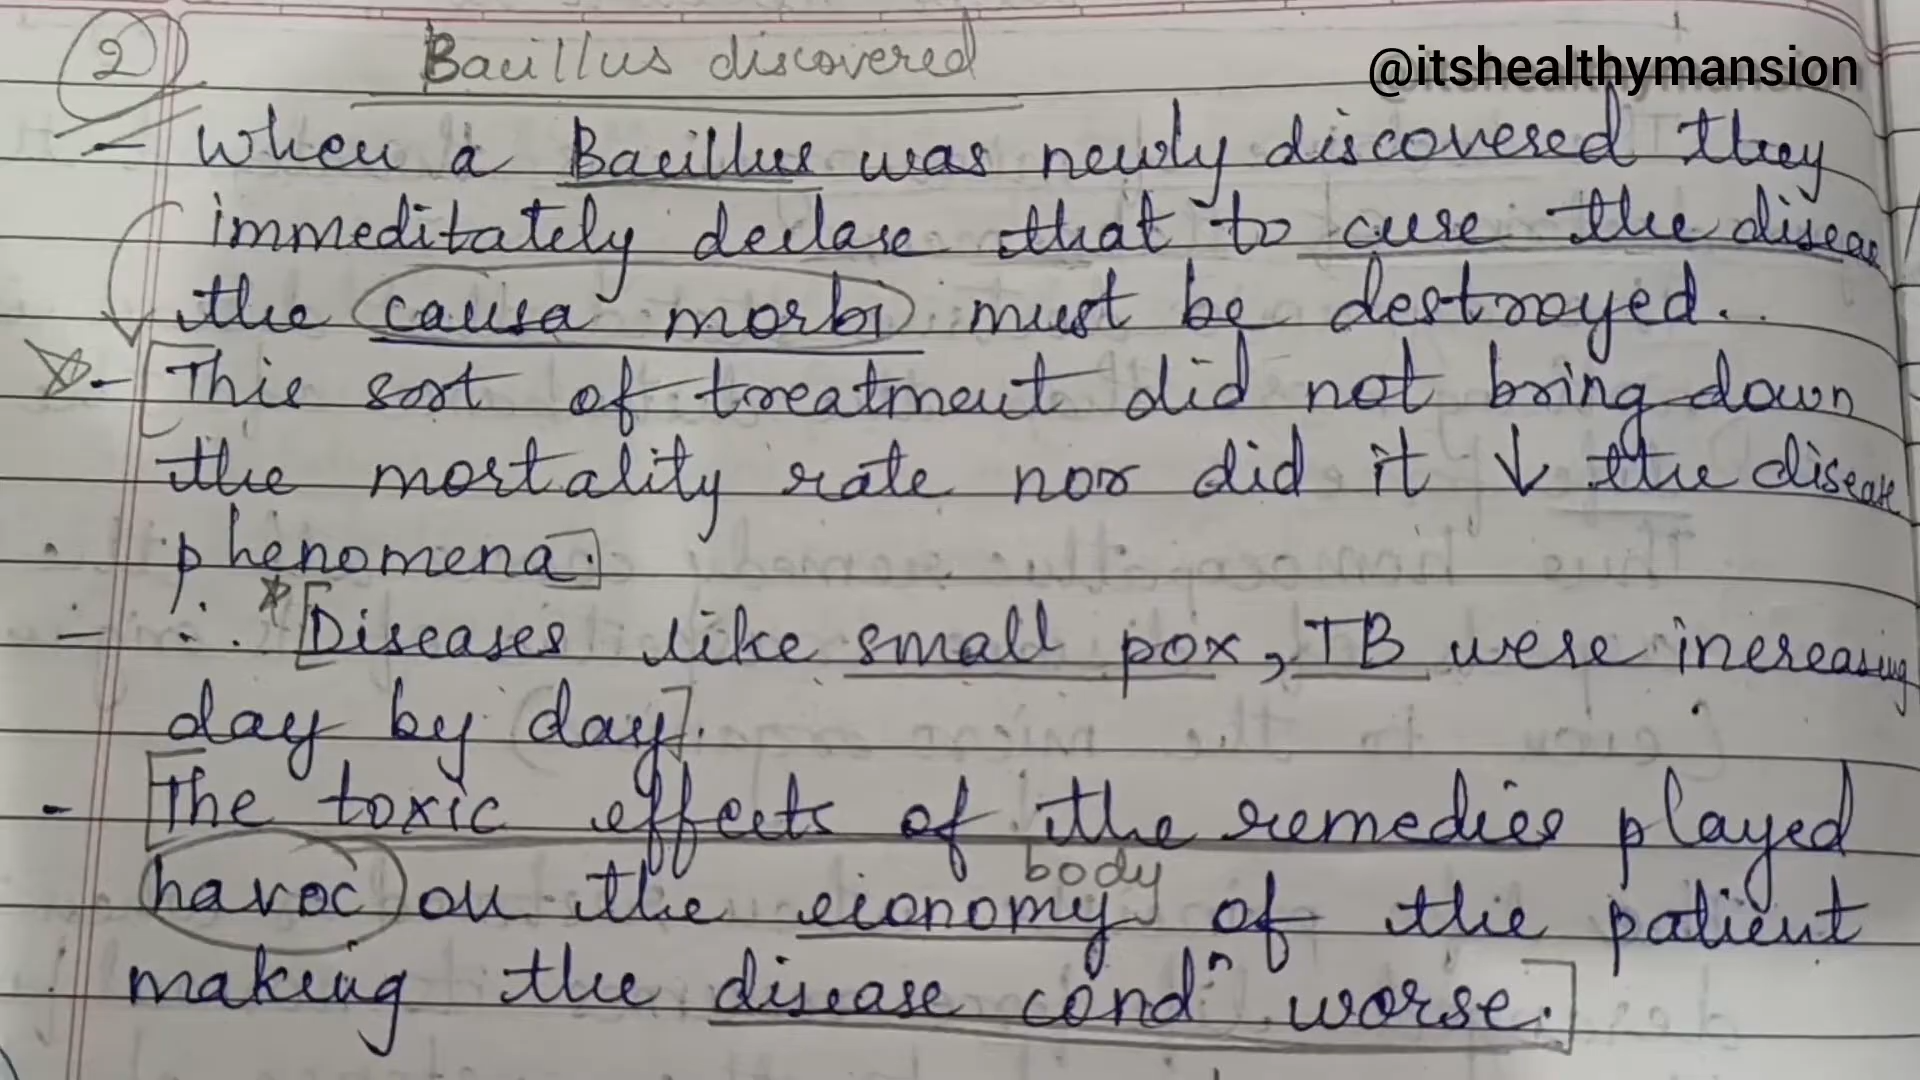 2 Bacillus discovered
@itshealthymansion
- When a Bacillus was newly discovered they
immeditately declare that to cure the disease
the causa morbi must be destroyed.
- This sort of treatment did not bring down
the mortality rate nor did it ↓ the disease
phenomena.
- ∴ * Diseases like small pox, TB were increasing
day by day.
- The toxic effects of the remedies played
body
havoc on the economy of the patient
making the disease condⁿ worse.